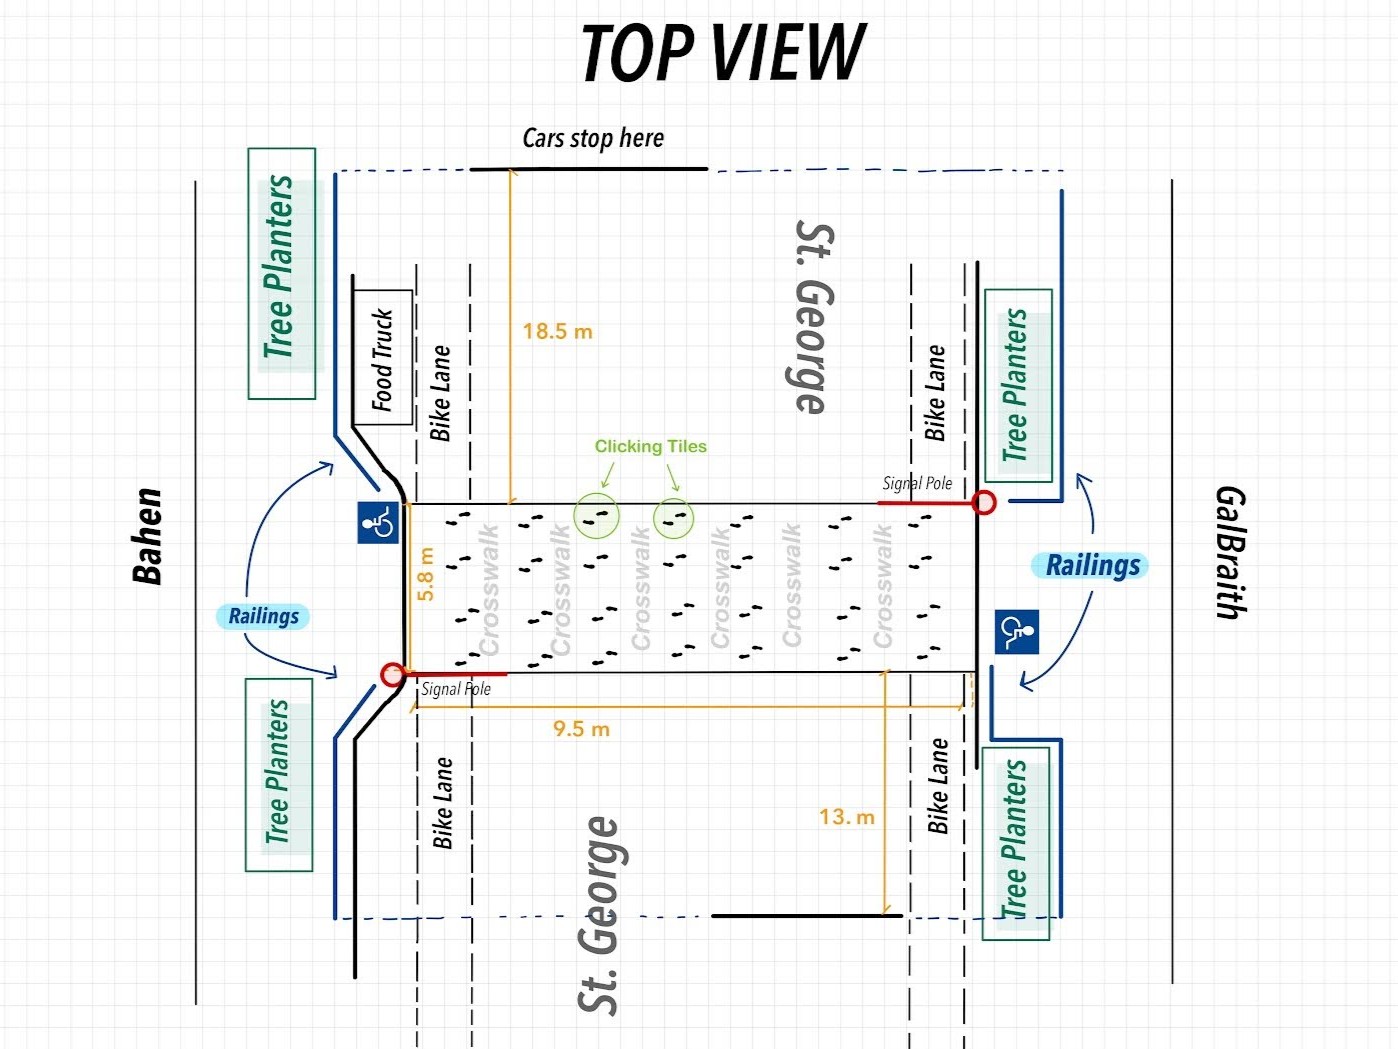 TOP VIEW
Cars stop here
Tree Planters
Food Truck
Bike Lane
18.5 m
St. George
Bike Lane
Tree Planters
Clicking Tiles
Signal Pole
Bahen
GalBraith
5.8 m
Crosswalk
Crosswalk
Crosswalk
Crosswalk
Crosswalk
Crosswalk
Railings
Railings
Signal Pole
9.5 m
Tree Planters
Bike Lane
St. George
13. m
Bike Lane
Tree Planters